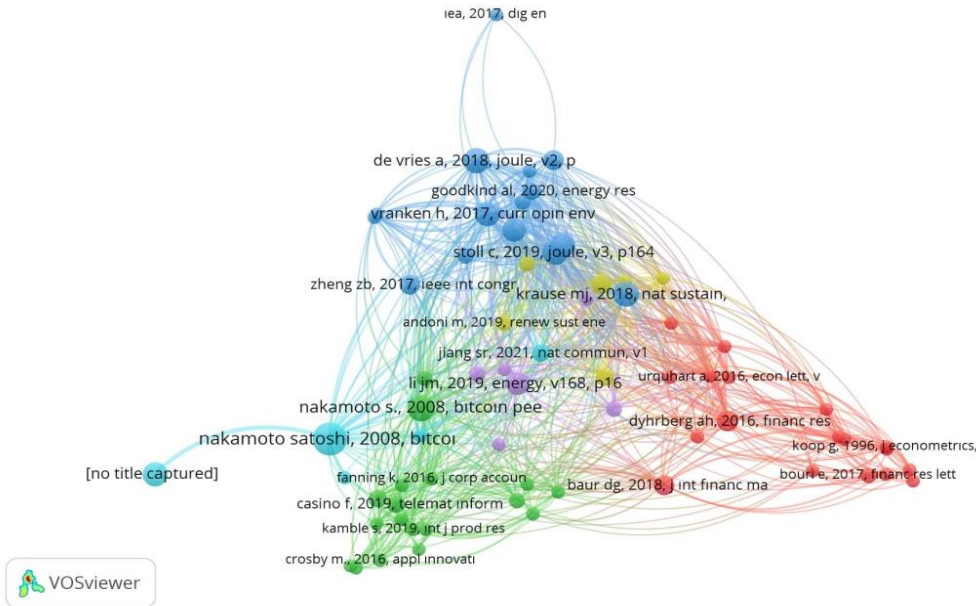 iea, 2017, dig en
de vries a, 2018, joule, v2, p
goodkind al, 2020, energy res
vranken h, 2017, curr opin env
stoll c, 2019, joule, v3, p164
zheng zb, 2017, ieee int congr
krause mj, 2018, nat sustain,
andoni m, 2019, renew sust ene
jiang sr, 2021, nat commun, v1
li jm, 2019, energy, v168, p16
urquhart a, 2016, econ lett, v
nakamoto s., 2008, bitcoin pee
dyhrberg ah, 2016, financ res
nakamoto satoshi, 2008, bitcoi
koop g, 1996, j econometrics,
[no title captured]
fanning k, 2016, j corp accoun
bouri e, 2017, financ res lett
baur dg, 2018, j int financ ma
casino f, 2019, telemat inform
kamble s, 2019, int j prod res
crosby m., 2016, appl innovati
VOSviewer